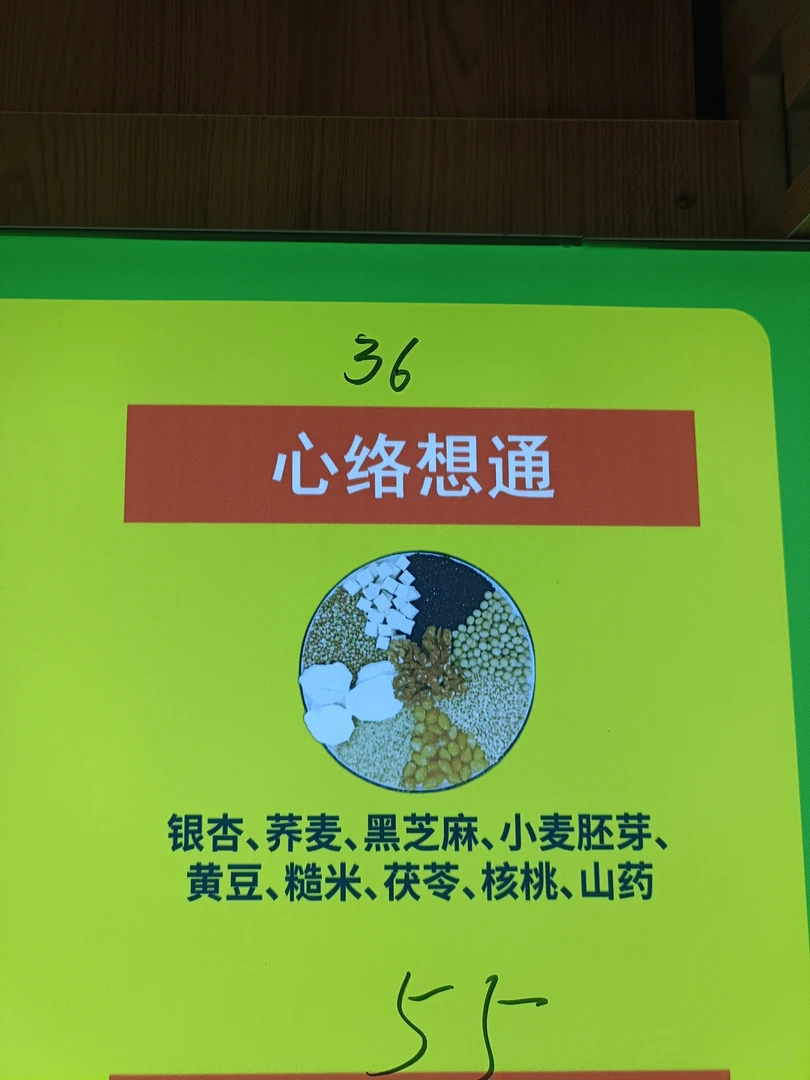 36
心络想通
银杏、荞麦、黑芝麻、小麦胚芽、
黄豆、糙米、茯苓、核桃、山药
55